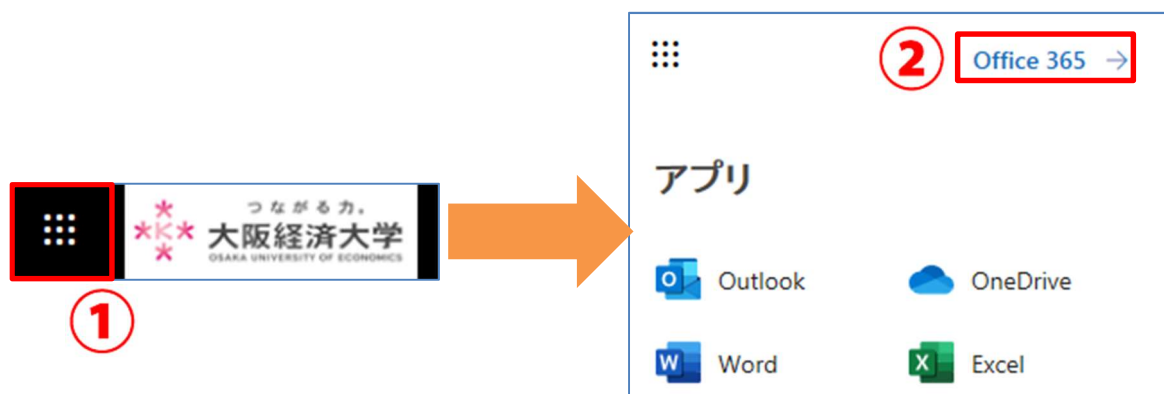 つながる力。
大阪経済大学
OSAKA UNIVERSITY OF ECONOMICS
①
② Office 365 →
アプリ
Outlook OneDrive
Word Excel